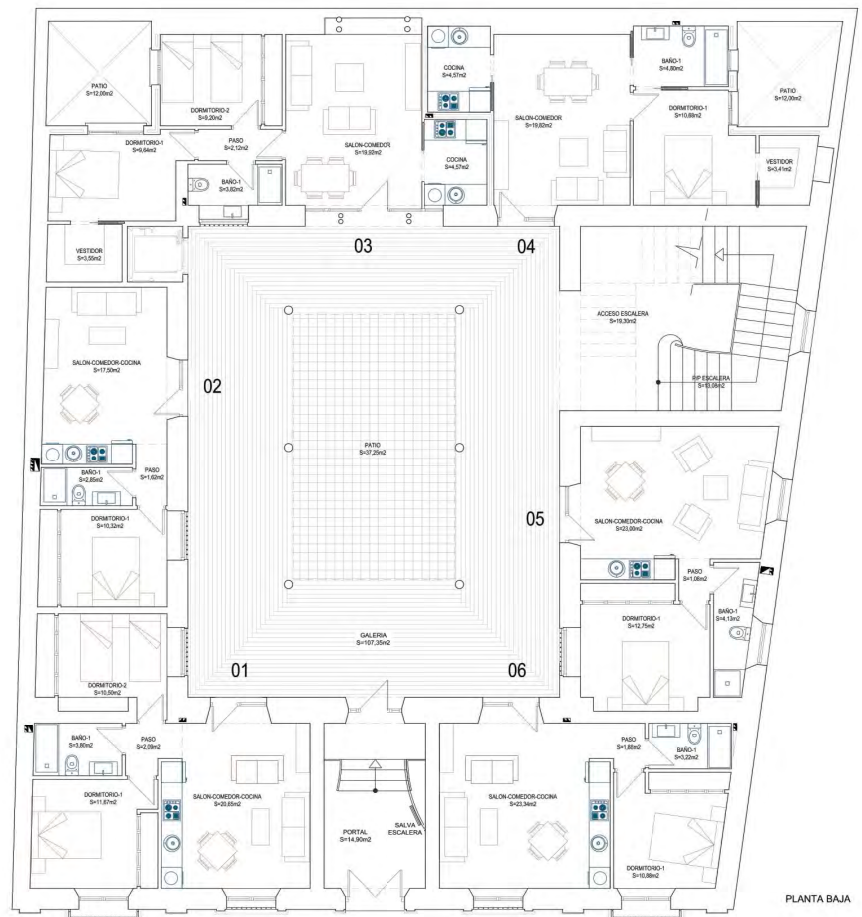 PATIO
S=12,00m2
DORMITORIO-2
S=9,20m2
DORMITORIO-1
S=9,64m2
PASO
S=2,12m2
BAÑO-1
S=3,82m2
VESTIDOR
S=3,55m2
SALON-COMEDOR
S=19,92m2
COCINA
S=4,57m2
COCINA
S=4,57m2
SALON-COMEDOR
S=19,82m2
BAÑO-1
S=4,80m2
DORMITORIO-1
S=10,88m2
PATIO
S=12,00m2
VESTIDOR
S=3,41m2
03
04
ACCESO ESCALERA
S=19,30m2
P/P ESCALERA
S=13,08m2
SALON-COMEDOR-COCINA
S=17,50m2
02
BAÑO-1
S=2,85m2
PASO
S=1,62m2
DORMITORIO-1
S=10,32m2
PATIO
S=37,25m2
05
SALON-COMEDOR-COCINA
S=23,00m2
PASO
S=1,08m2
BAÑO-1
S=4,13m2
DORMITORIO-1
S=12,75m2
GALERIA
S=107,35m2
01
06
DORMITORIO-2
S=10,50m2
BAÑO-1
S=3,80m2
PASO
S=2,09m2
DORMITORIO-1
S=11,67m2
SALON-COMEDOR-COCINA
S=20,65m2
PORTAL
S=14,90m2
SALVA
ESCALERA
SALON-COMEDOR-COCINA
S=23,34m2
PASO
S=1,88m2
BAÑO-1
S=3,22m2
DORMITORIO-1
S=10,88m2
PLANTA BAJA